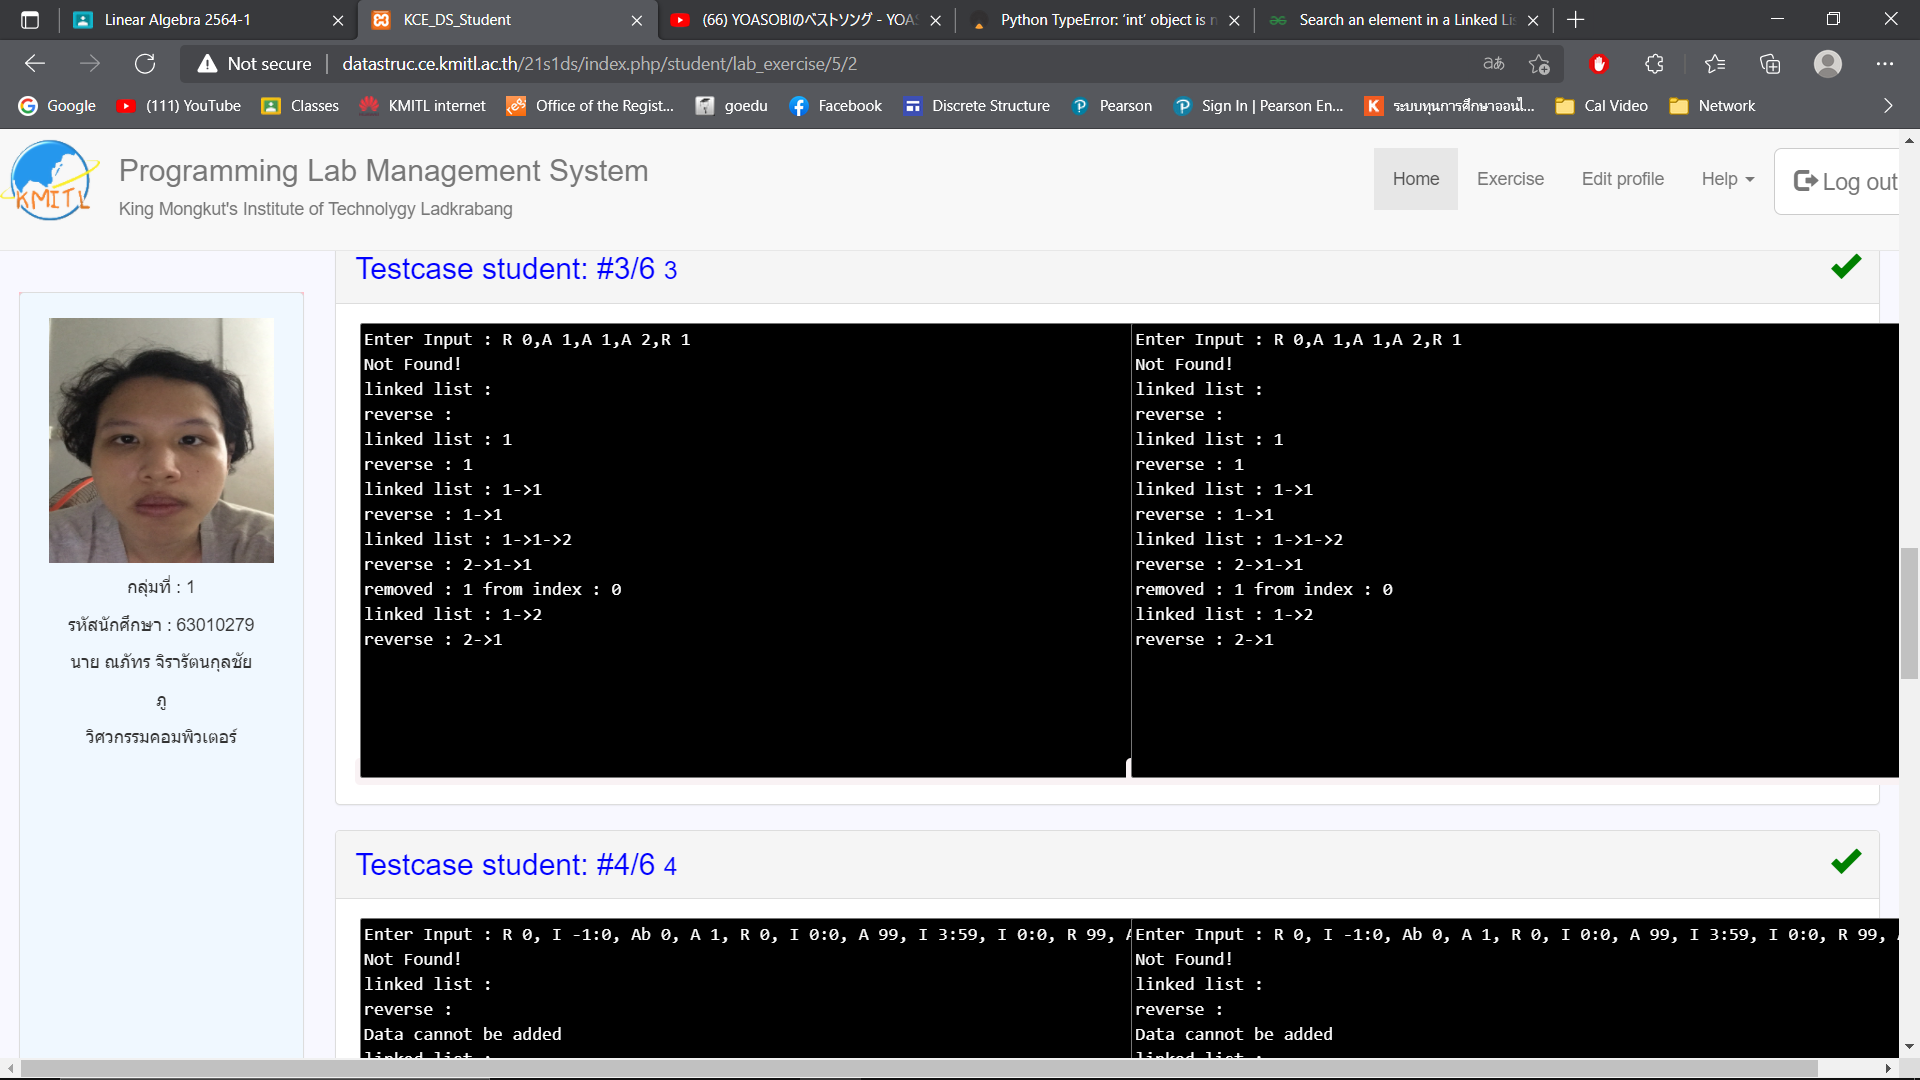 Linear Algebra 2564-1
KCE_DS_Student
(66) YOASOBIのベストソング - YOAS
Python TypeError: 'int' object is n
Search an element in a Linked Lis
Not secure
datastruc.ce.kmitl.ac.th/21s1ds/index.php/student/lab_exercise/5/2
Google
(111) YouTube
Classes
KMITL internet
Office of the Regist...
goedu
Facebook
Discrete Structure
Pearson
Sign In | Pearson En...
ระบบทุนการศึกษาออนไ...
Cal Video
Network
KMITL
Programming Lab Management System
King Mongkut's Institute of Technolygy Ladkrabang
Home
Exercise
Edit profile
Help
Log out
กลุ่มที่ : 1
รหัสนักศึกษา : 63010279
นาย ณภัทร จิรารัตนกุลชัย
ภู
วิศวกรรมคอมพิวเตอร์
Testcase student: #3/6 3
Enter Input : R 0,A 1,A 1,A 2,R 1
Not Found!
linked list :
reverse :
linked list : 1
reverse : 1
linked list : 1->1
reverse : 1->1
linked list : 1->1->2
reverse : 2->1->1
removed : 1 from index : 0
linked list : 1->2
reverse : 2->1
Enter Input : R 0,A 1,A 1,A 2,R 1
Not Found!
linked list :
reverse :
linked list : 1
reverse : 1
linked list : 1->1
reverse : 1->1
linked list : 1->1->2
reverse : 2->1->1
removed : 1 from index : 0
linked list : 1->2
reverse : 2->1
Testcase student: #4/6 4
Enter Input : R 0, I -1:0, Ab 0, A 1, R 0, I 0:0, A 99, I 3:59, I 0:0, R 99,
Not Found!
linked list :
reverse :
Data cannot be added
linked list :
Enter Input : R 0, I -1:0, Ab 0, A 1, R 0, I 0:0, A 99, I 3:59, I 0:0, R 99,
Not Found!
linked list :
reverse :
Data cannot be added
linked list :